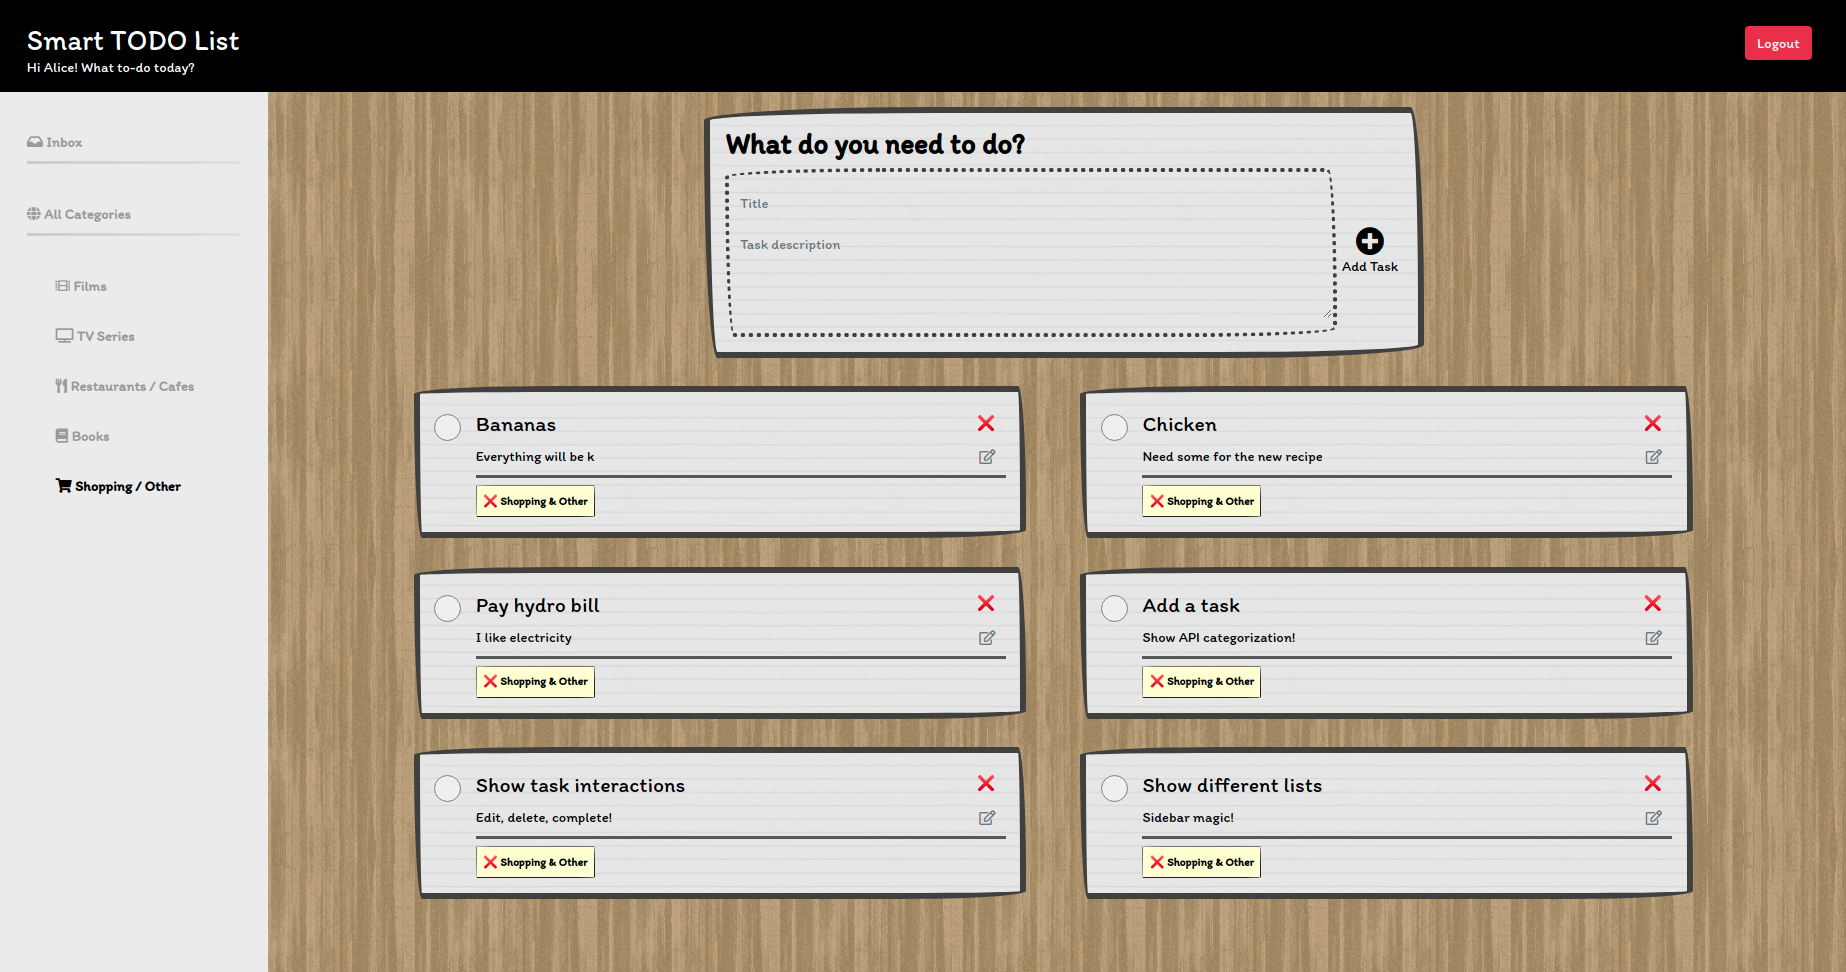 Smart TODO List
Hi Alice! What to-do today?
Logout
Inbox
All Categories
Films
TV Series
Restaurants / Cafes
Books
Shopping / Other
What do you need to do?
Title
Task description
Add Task
Bananas
Everything will be k
Shopping & Other
Chicken
Need some for the new recipe
Shopping & Other
Pay hydro bill
I like electricity
Shopping & Other
Add a task
Show API categorization!
Shopping & Other
Show task interactions
Edit, delete, complete!
Shopping & Other
Show different lists
Sidebar magic!
Shopping & Other